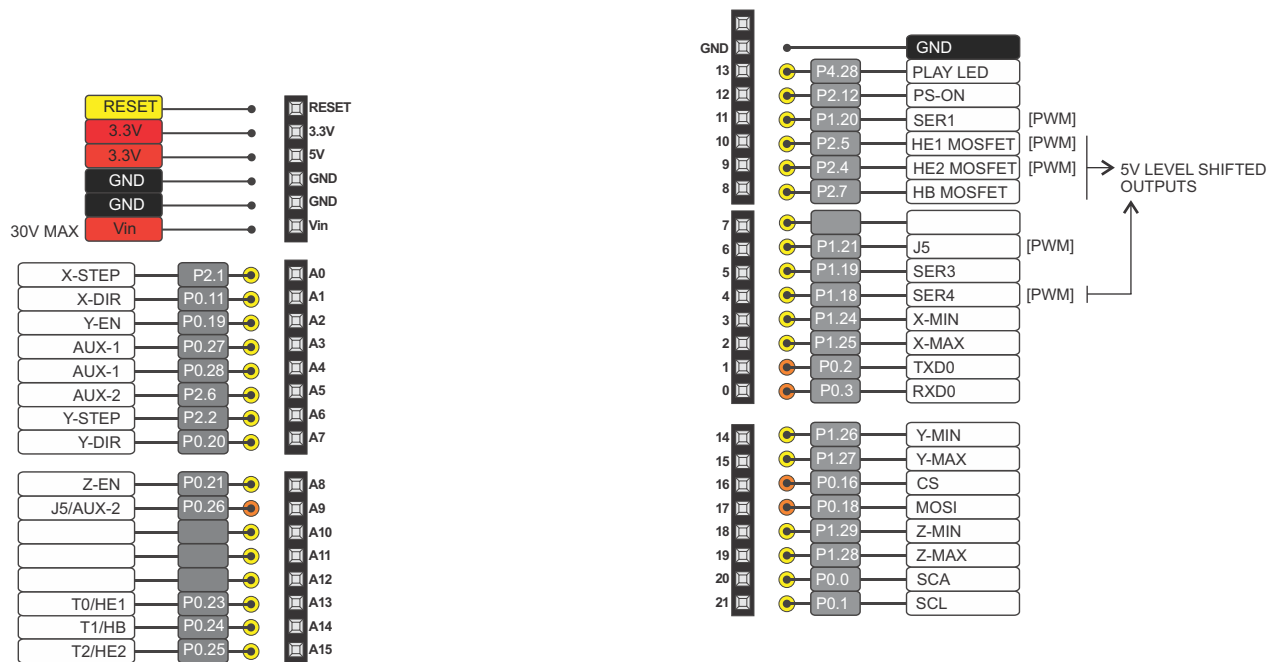 RESET RESET
3.3V 3.3V
3.3V 5V
GND GND
GND GND
30V MAX Vin Vin
X-STEP P2.1 A0
X-DIR P0.11 A1
Y-EN P0.19 A2
AUX-1 P0.27 A3
AUX-1 P0.28 A4
AUX-2 P2.6 A5
Y-STEP P2.2 A6
Y-DIR P0.20 A7
Z-EN P0.21 A8
J5/AUX-2 P0.26 A9
A10
A11
A12
T0/HE1 P0.23 A13
T1/HB P0.24 A14
T2/HE2 P0.25 A15
GND GND
13 P4.28 PLAY LED
12 P2.12 PS-ON
11 P1.20 SER1 [PWM]
10 P2.5 HE1 MOSFET [PWM]
9 P2.4 HE2 MOSFET [PWM]
8 P2.7 HB MOSFET
5V LEVEL SHIFTED
OUTPUTS
7
6 P1.21 J5 [PWM]
5 P1.19 SER3
4 P1.18 SER4 [PWM]
3 P1.24 X-MIN
2 P1.25 X-MAX
1 P0.2 TXD0
0 P0.3 RXD0
14 P1.26 Y-MIN
15 P1.27 Y-MAX
16 P0.16 CS
17 P0.18 MOSI
18 P1.29 Z-MIN
19 P1.28 Z-MAX
20 P0.0 SCA
21 P0.1 SCL